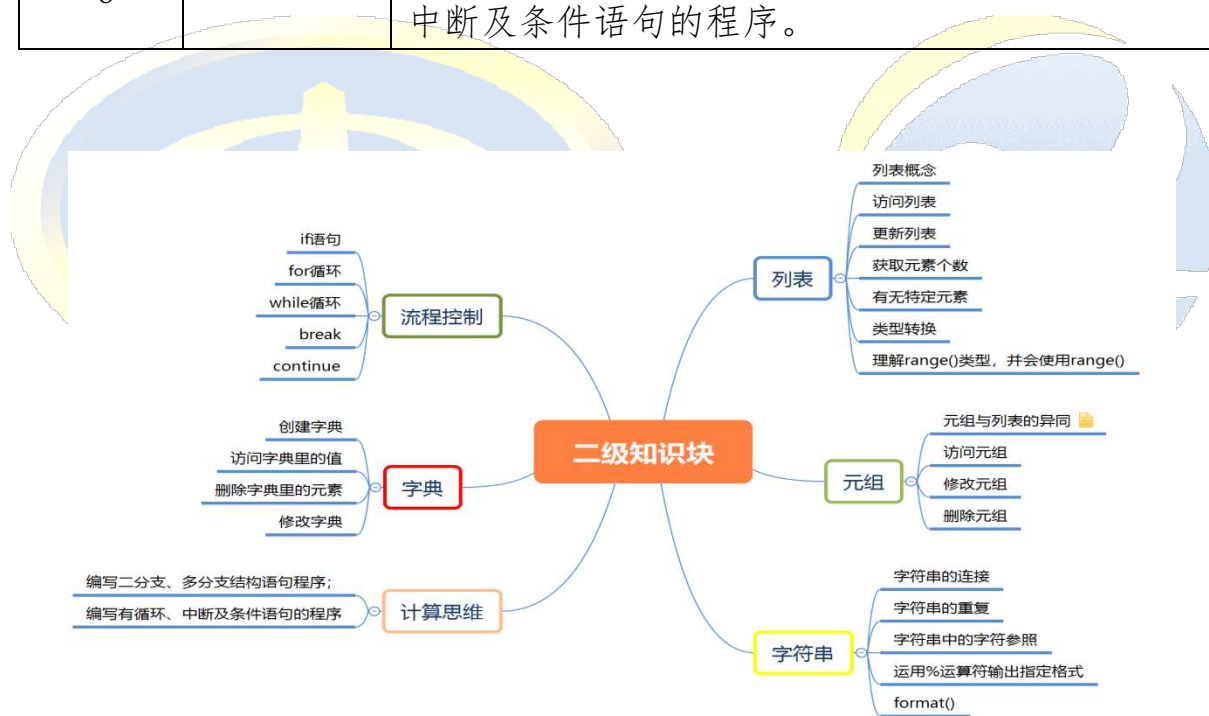 中断及条件语句的程序。
二级知识块
流程控制
if语句
for循环
while循环
break
continue
字典
创建字典
访问字典里的值
删除字典里的元素
修改字典
计算思维
编写二分支、多分支结构语句程序；
编写有循环、中断及条件语句的程序
列表
列表概念
访问列表
更新列表
获取元素个数
有无特定元素
类型转换
理解range()类型，并会使用range()
元组
元组与列表的异同
访问元组
修改元组
删除元组
字符串
字符串的连接
字符串的重复
字符串中的字符参照
运用%运算符输出指定格式
format()